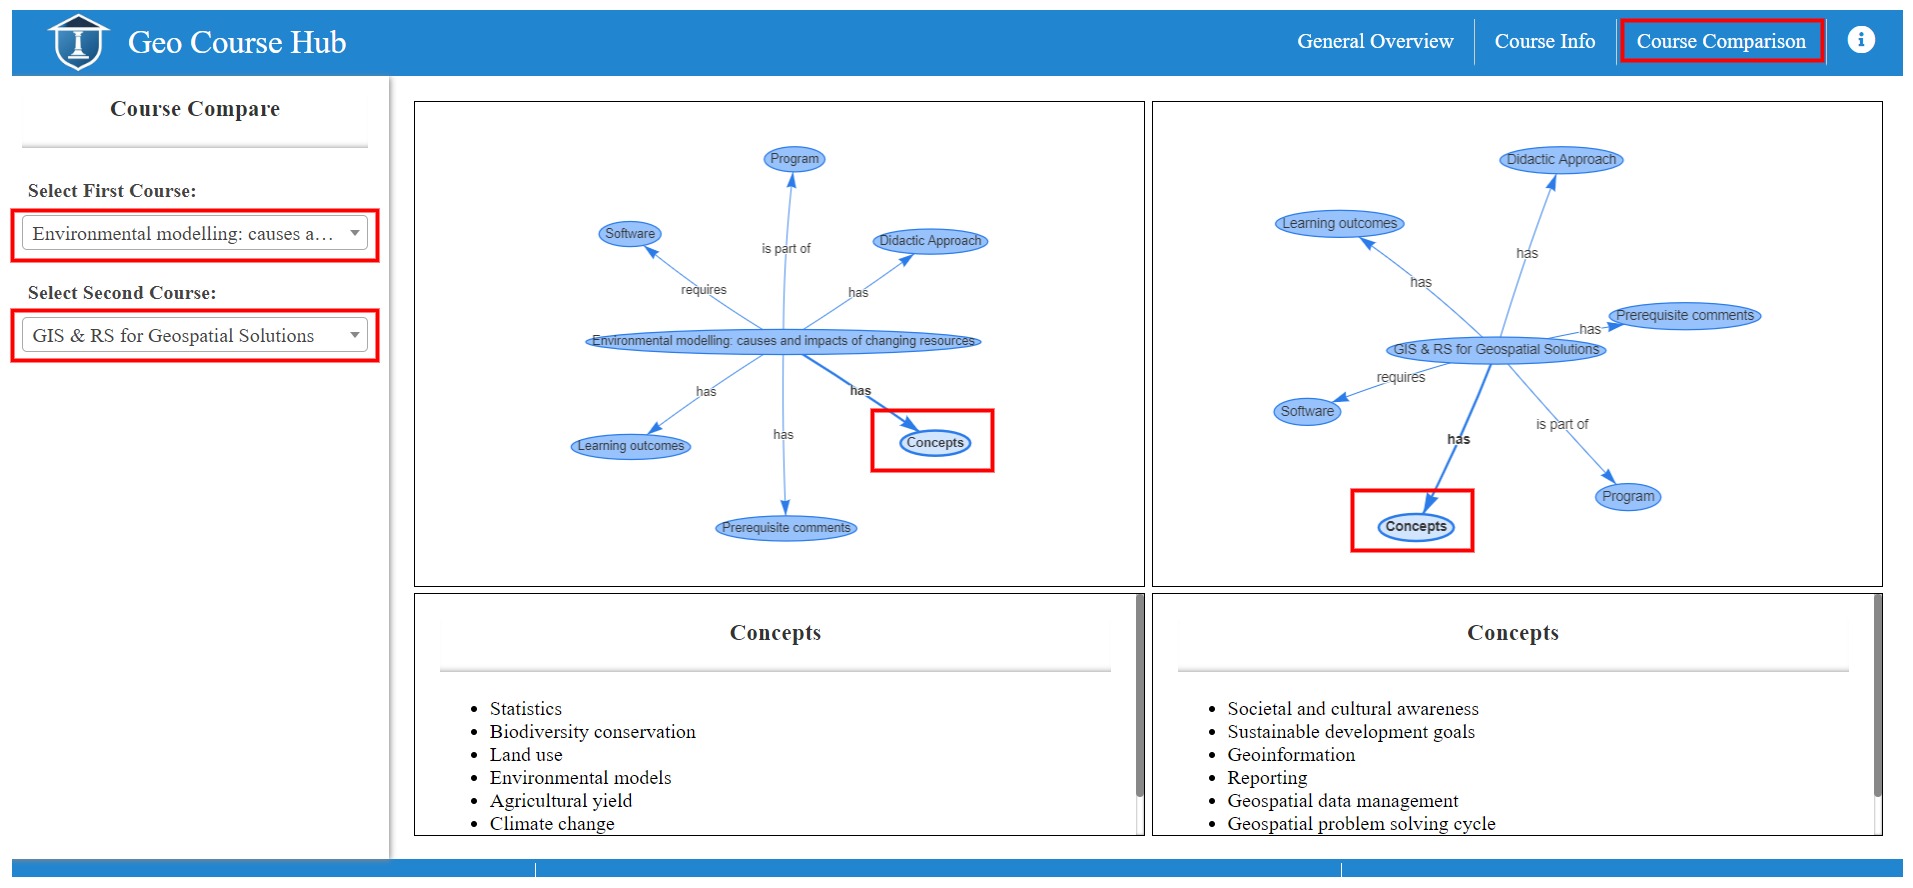 Geo Course Hub
General Overview
Course Info
Course Comparison
Course Compare
Select First Course:
Environmental modelling: causes a...
Select Second Course:
GIS & RS for Geospatial Solutions
Program
Software
is part of
Didactic Approach
requires
has
Environmental modelling: causes and impacts of changing resources
has
has
has
Concepts
Learning outcomes
Prerequisite comments
Didactic Approach
Learning outcomes
has
has
Prerequisite comments
has
GIS & RS for Geospatial Solutions
requires
Software
is part of
has
Program
Concepts
Concepts
Statistics
Biodiversity conservation
Land use
Environmental models
Agricultural yield
Climate change
Concepts
Societal and cultural awareness
Sustainable development goals
Geoinformation
Reporting
Geospatial data management
Geospatial problem solving cycle